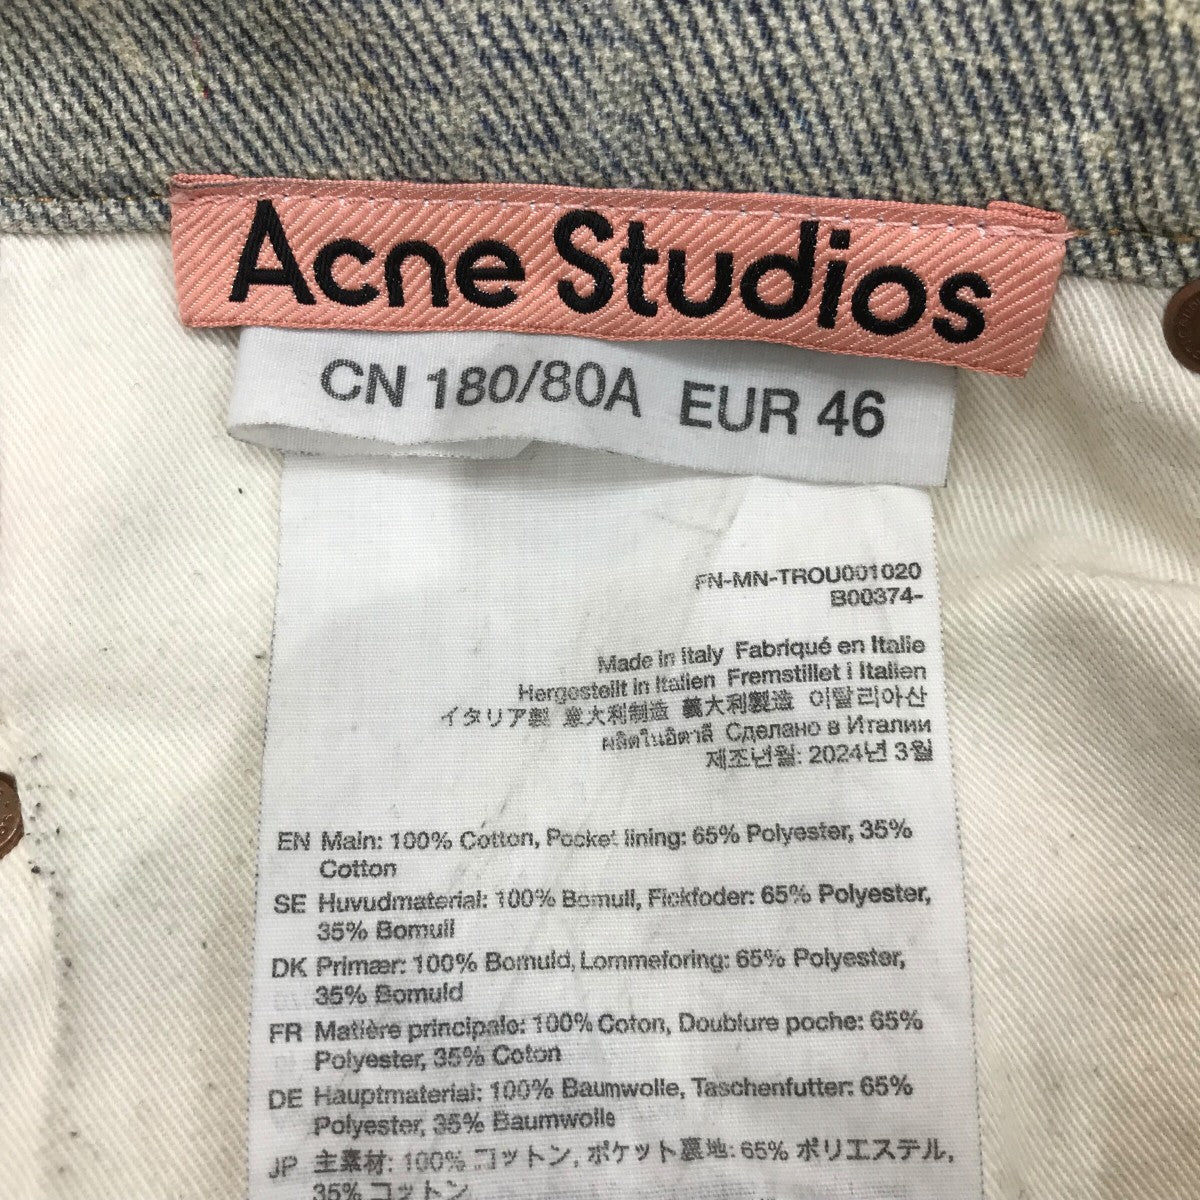 Acne Studios
CN 180/80A EUR 46
FN-MN-TROU001020
B00374-
Made in Italy Fabriqué en Italie
Hergestellt in Italien Fremstillet i Italien
イタリア製 意大利制造 義大利製造 이탈리아산
ผลิตในอิตาลี Сделано в Италии
제조년월: 2024년 3월
EN Main: 100% Cotton, Pocket lining: 65% Polyester, 35%
Cotton
SE Huvudmaterial: 100% Bomull, Fickfoder: 65% Polyester,
35% Bomull
DK Primær: 100% Bomuld, Lommeforing: 65% Polyester,
35% Bomuld
FR Matière principale: 100% Coton, Doublure poche: 65%
Polyester, 35% Coton
DE Hauptmaterial: 100% Baumwolle, Taschenfutter: 65%
Polyester, 35% Baumwolle
JP 主素材: 100% コットン, ポケット裏地: 65% ポリエステル,
35% コットン